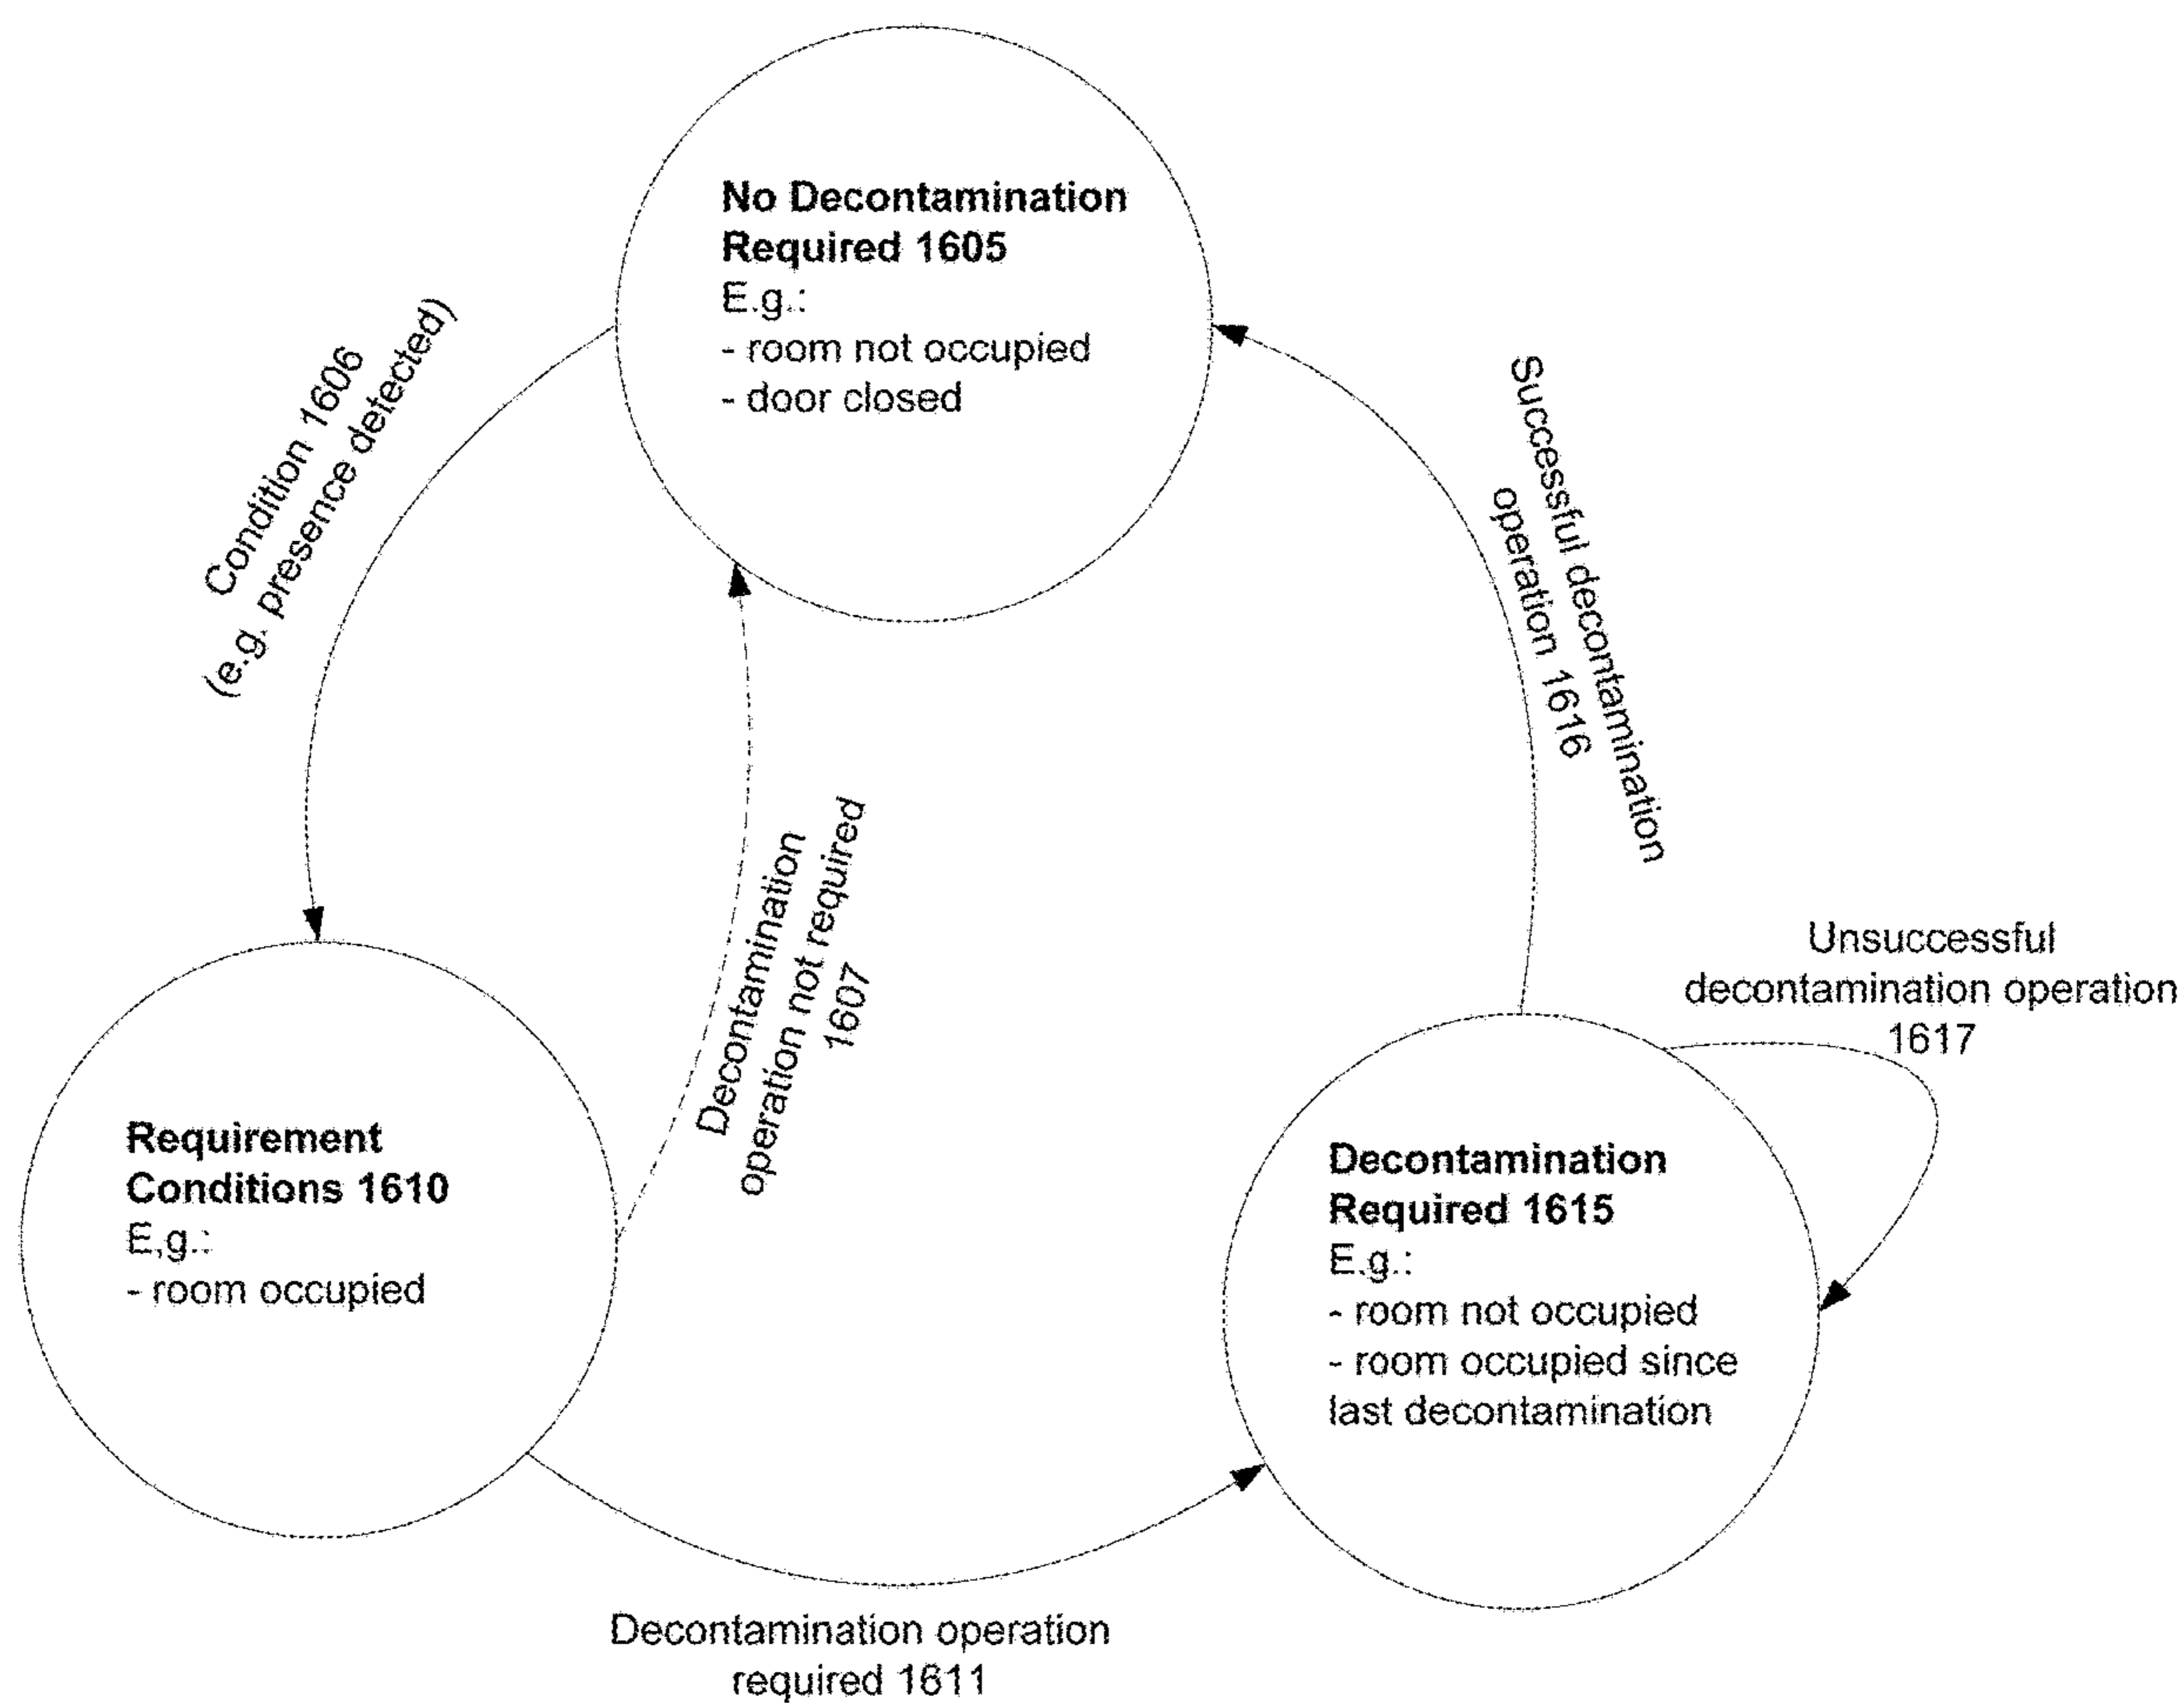 No Decontamination
Required 1605
E.g.:
- room not occupied
- door closed
Condition 1606
(e.g. presence detected)
Successful decontamination
operation 1616
Decontamination
operation not required
1607
Unsuccessful
decontamination operation
1617
Requirement
Conditions 1610
E.g.:
- room occupied
Decontamination
Required 1615
E.g.:
- room not occupied
- room occupied since
last decontamination
Decontamination operation
required 1611